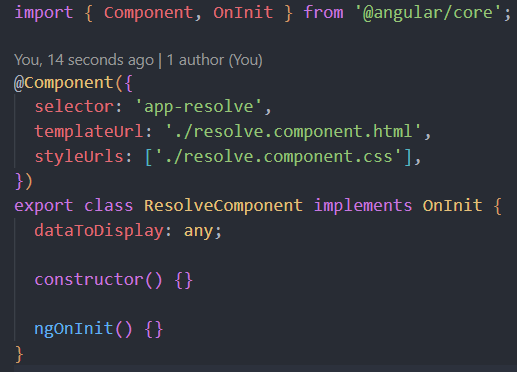 import { Component, OnInit } from '@angular/core';
You, 14 seconds ago | 1 author (You)
@Component({
  selector: 'app-resolve',
  templateUrl: './resolve.component.html',
  styleUrls: ['./resolve.component.css'],
})
export class ResolveComponent implements OnInit {
  dataToDisplay: any;
  constructor() {}
  ngOnInit() {}
}